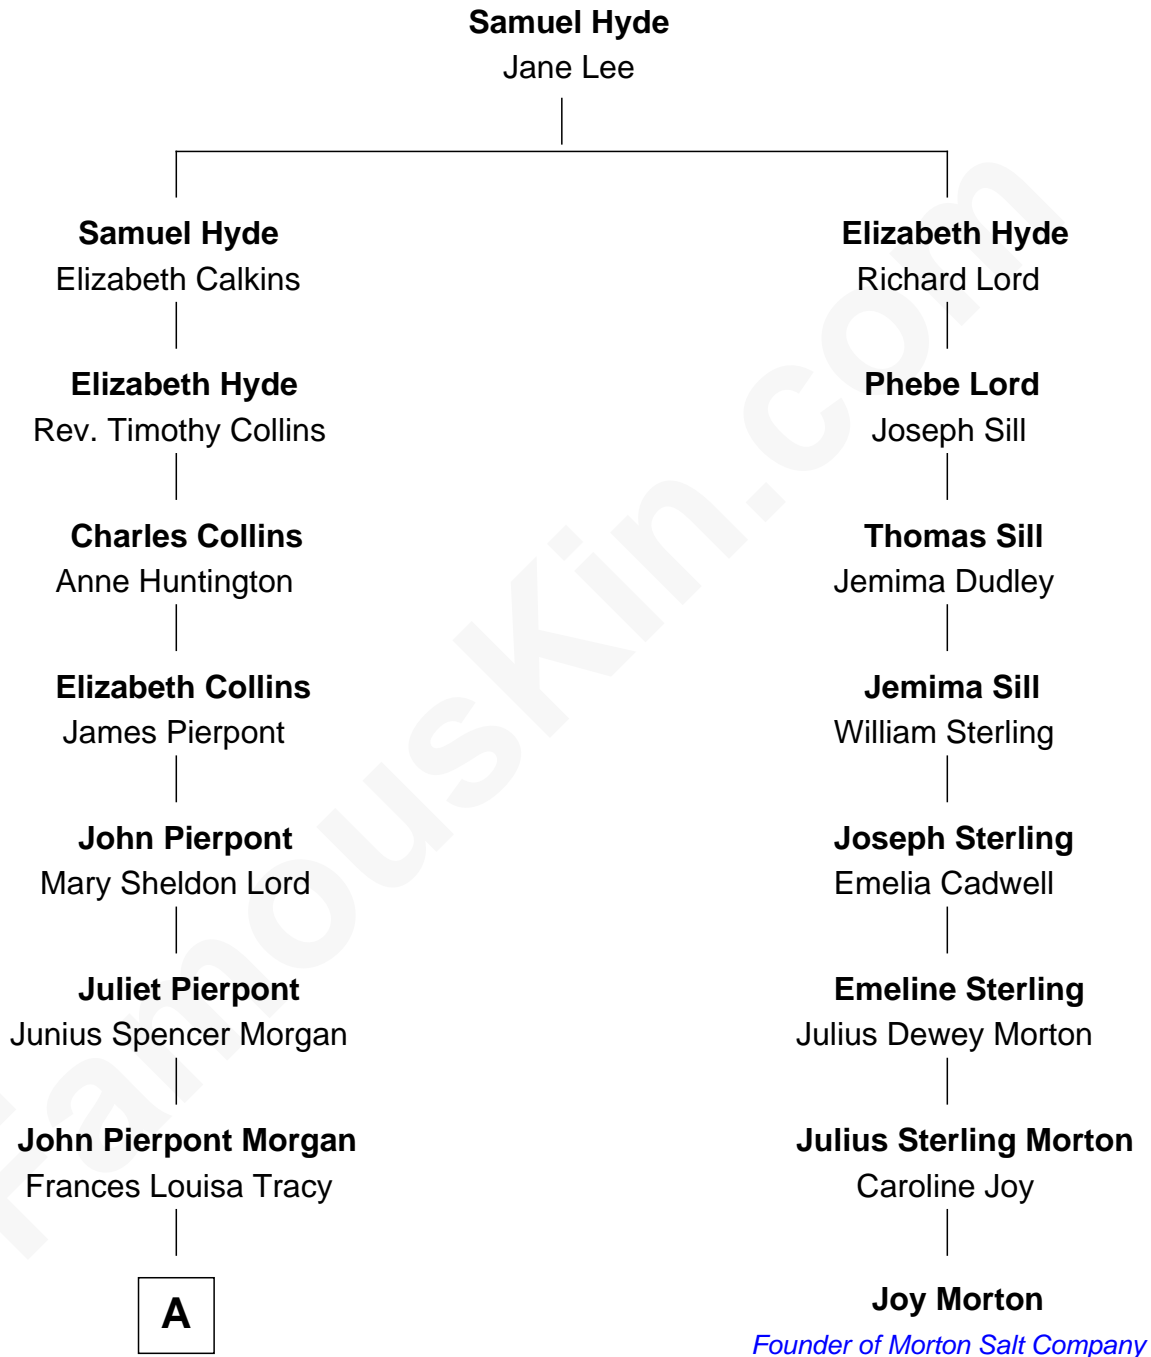 Samuel Hyde
Jane Lee
Samuel Hyde
Elizabeth Calkins
Elizabeth Hyde
Richard Lord
Elizabeth Hyde
Rev. Timothy Collins
Phebe Lord
Joseph Sill
Charles Collins
Anne Huntington
Thomas Sill
Jemima Dudley
Elizabeth Collins
James Pierpont
Jemima Sill
William Sterling
John Pierpont
Mary Sheldon Lord
Joseph Sterling
Emelia Cadwell
Juliet Pierpont
Junius Spencer Morgan
Emeline Sterling
Julius Dewey Morton
John Pierpont Morgan
Frances Louisa Tracy
Julius Sterling Morton
Caroline Joy
A
Joy Morton
Founder of Morton Salt Company
FamousKin.com